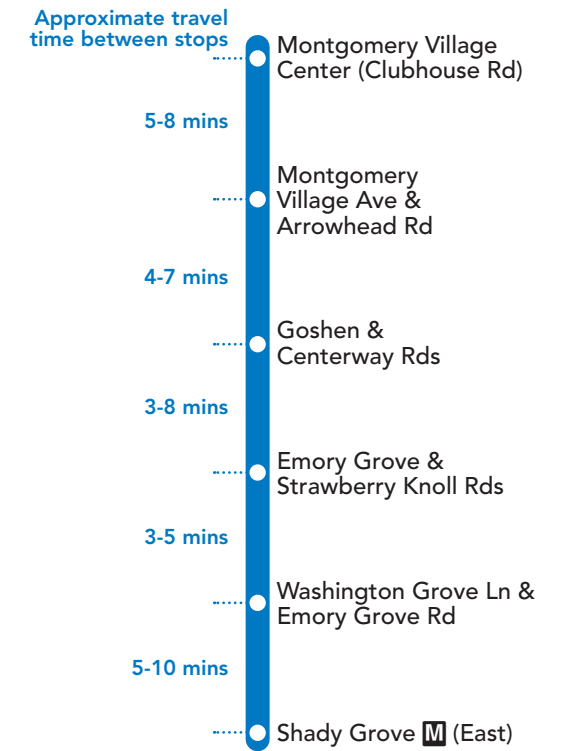 Approximate travel
time between stops
Montgomery Village
Center (Clubhouse Rd)
5-8 mins
Montgomery
Village Ave &
Arrowhead Rd
4-7 mins
Goshen &
Centerway Rds
3-8 mins
Emory Grove &
Strawberry Knoll Rds
3-5 mins
Washington Grove Ln &
Emory Grove Rd
5-10 mins
Shady Grove M (East)